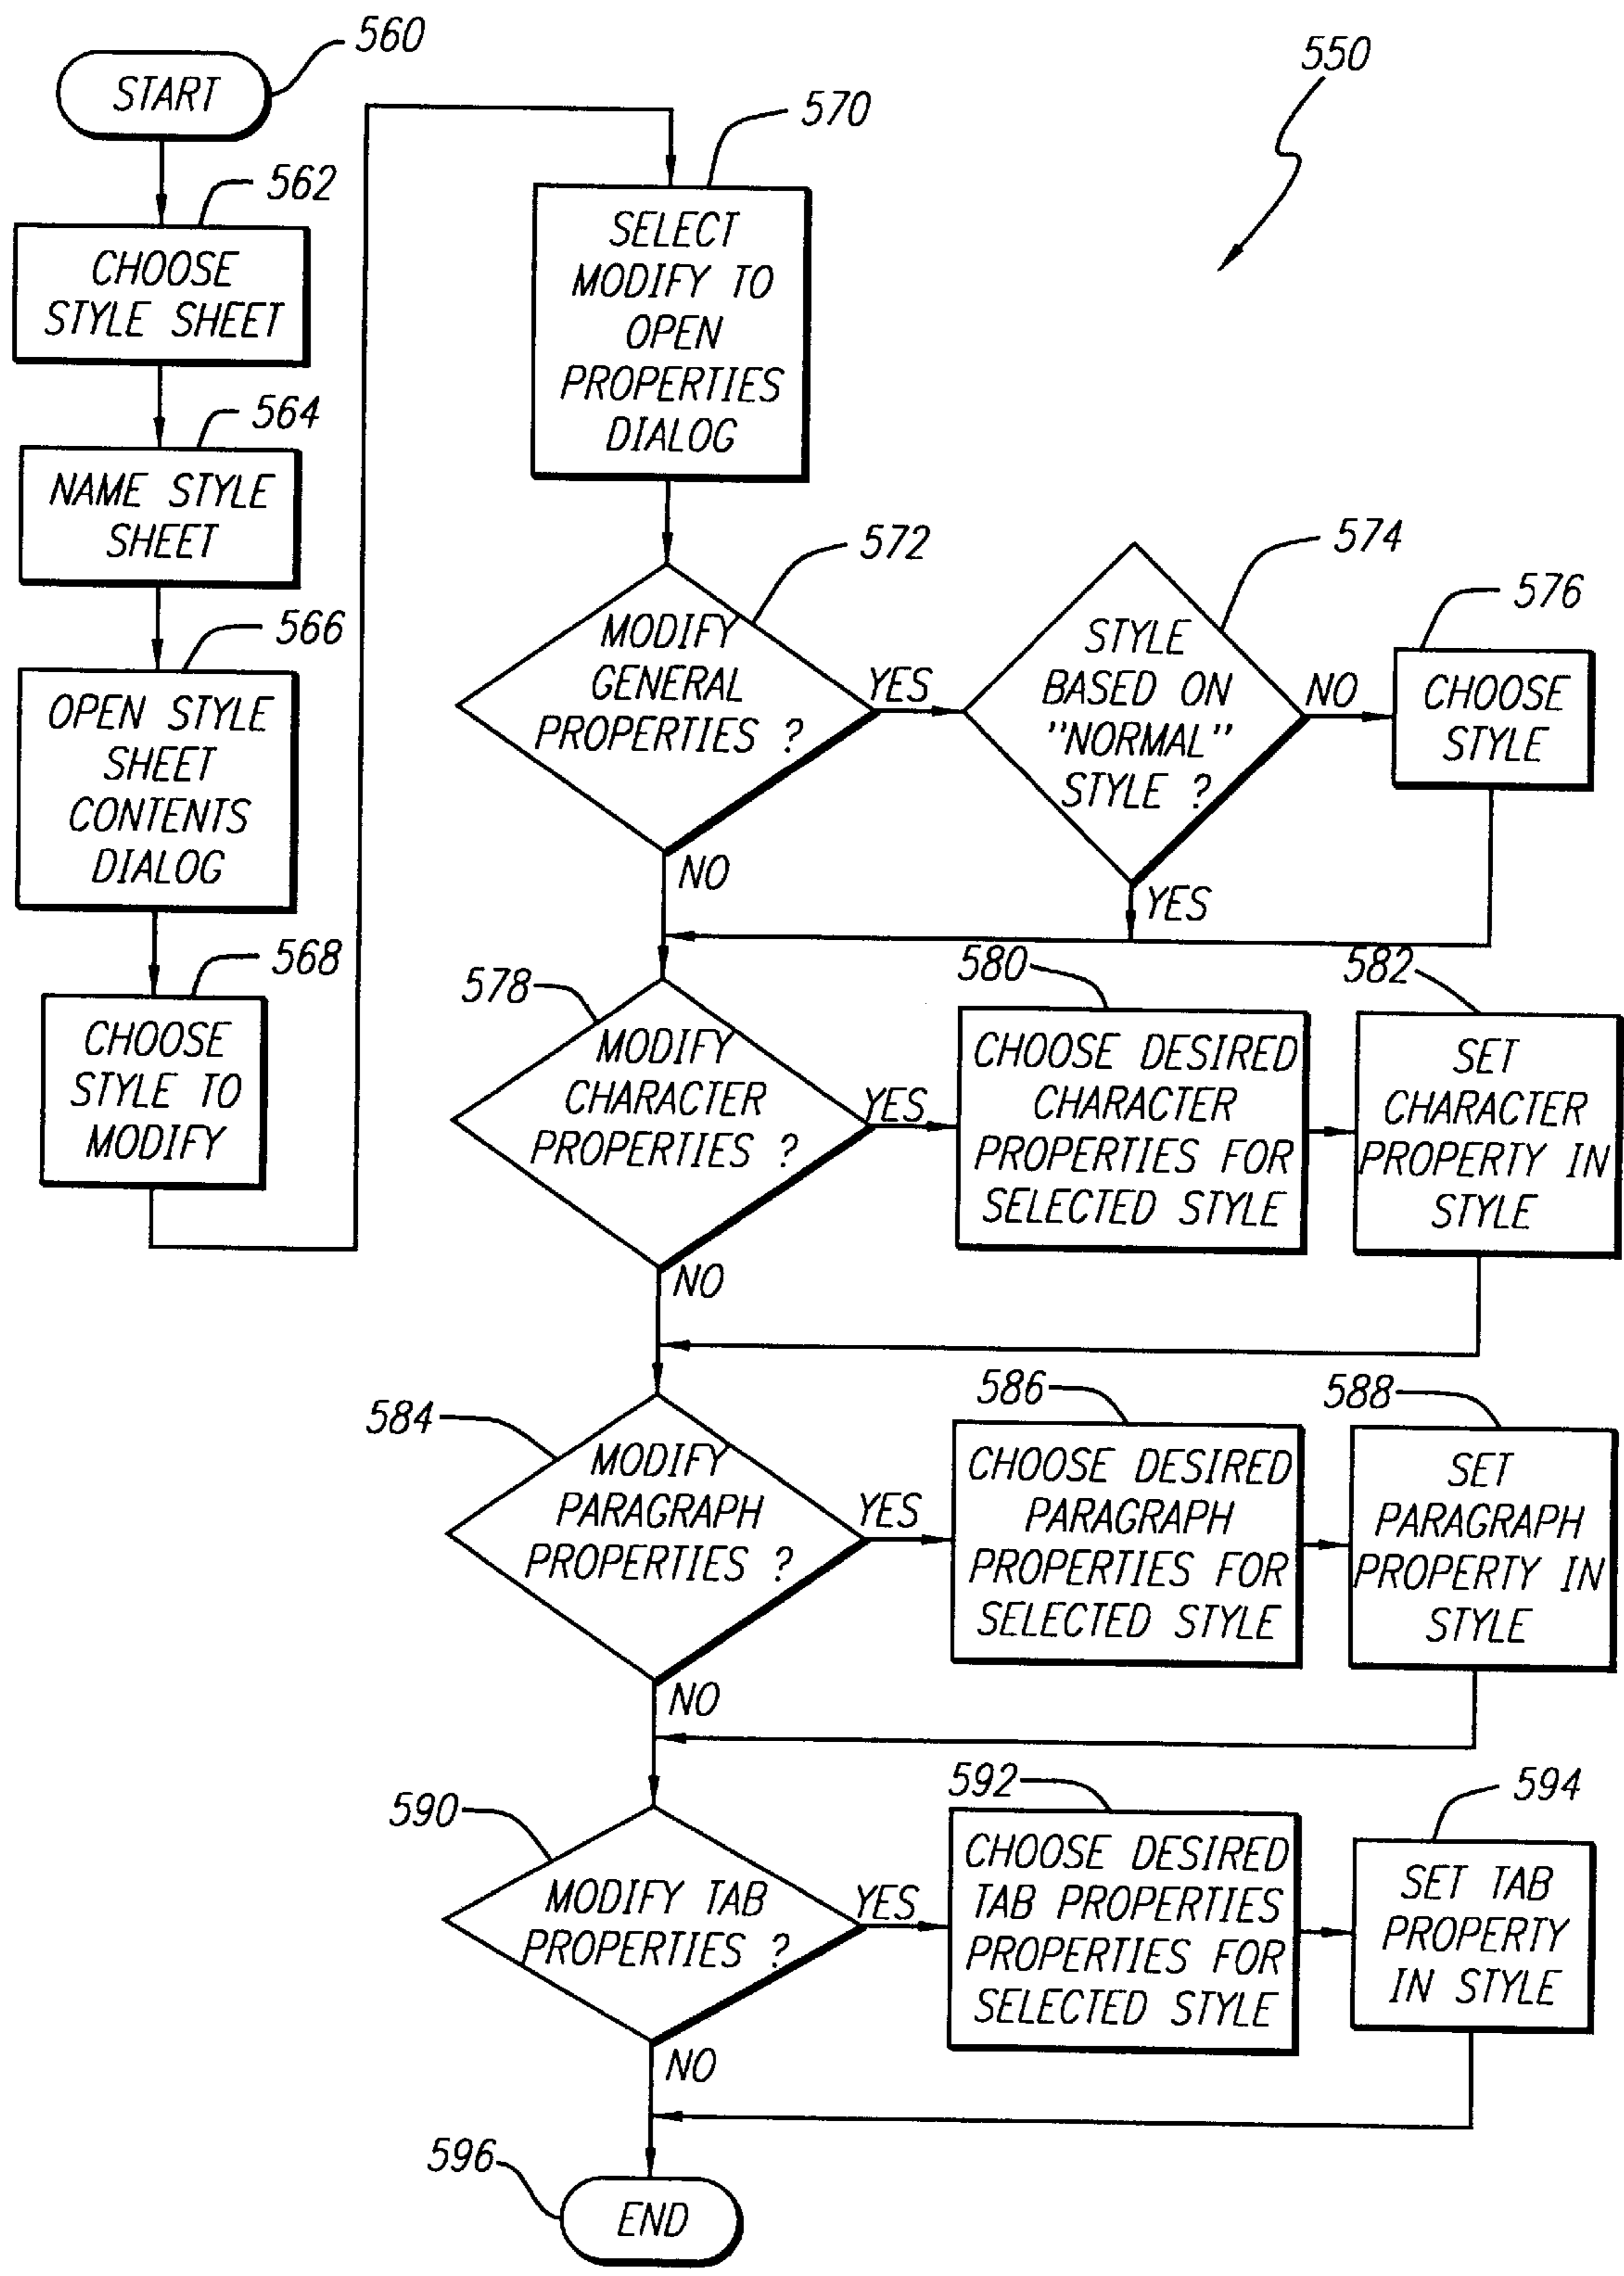 550
560
START
562
CHOOSE
STYLE SHEET
564
NAME STYLE
SHEET
566
OPEN STYLE
SHEET
CONTENTS
DIALOG
568
CHOOSE
STYLE TO
MODIFY
570
SELECT
MODIFY TO
OPEN
PROPERTIES
DIALOG
572
MODIFY
GENERAL
PROPERTIES ?
YES
NO
574
STYLE
BASED ON
"NORMAL"
STYLE ?
NO
YES
576
CHOOSE
STYLE
578
MODIFY
CHARACTER
PROPERTIES ?
YES
NO
580
CHOOSE DESIRED
CHARACTER
PROPERTIES FOR
SELECTED STYLE
582
SET
CHARACTER
PROPERTY IN
STYLE
584
MODIFY
PARAGRAPH
PROPERTIES ?
YES
NO
586
CHOOSE DESIRED
PARAGRAPH
PROPERTIES FOR
SELECTED STYLE
588
SET
PARAGRAPH
PROPERTY IN
STYLE
590
MODIFY TAB
PROPERTIES ?
YES
NO
592
CHOOSE DESIRED
TAB PROPERTIES
PROPERTIES FOR
SELECTED STYLE
594
SET TAB
PROPERTY
IN STYLE
596
END